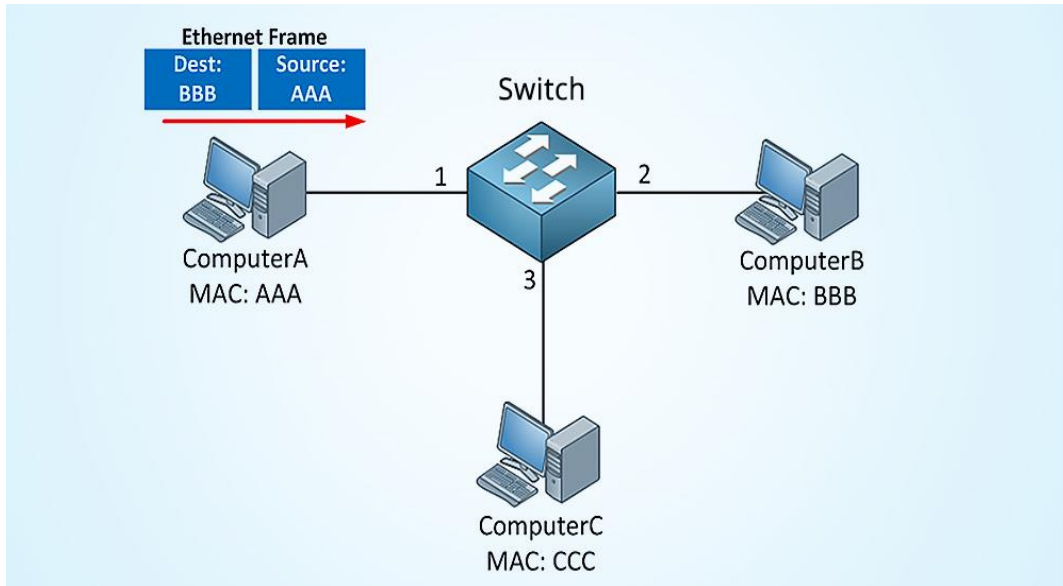 Ethernet Frame
Dest:
BBB
Source:
AAA
Switch
1
2
3
ComputerA
MAC: AAA
ComputerB
MAC: BBB
ComputerC
MAC: CCC